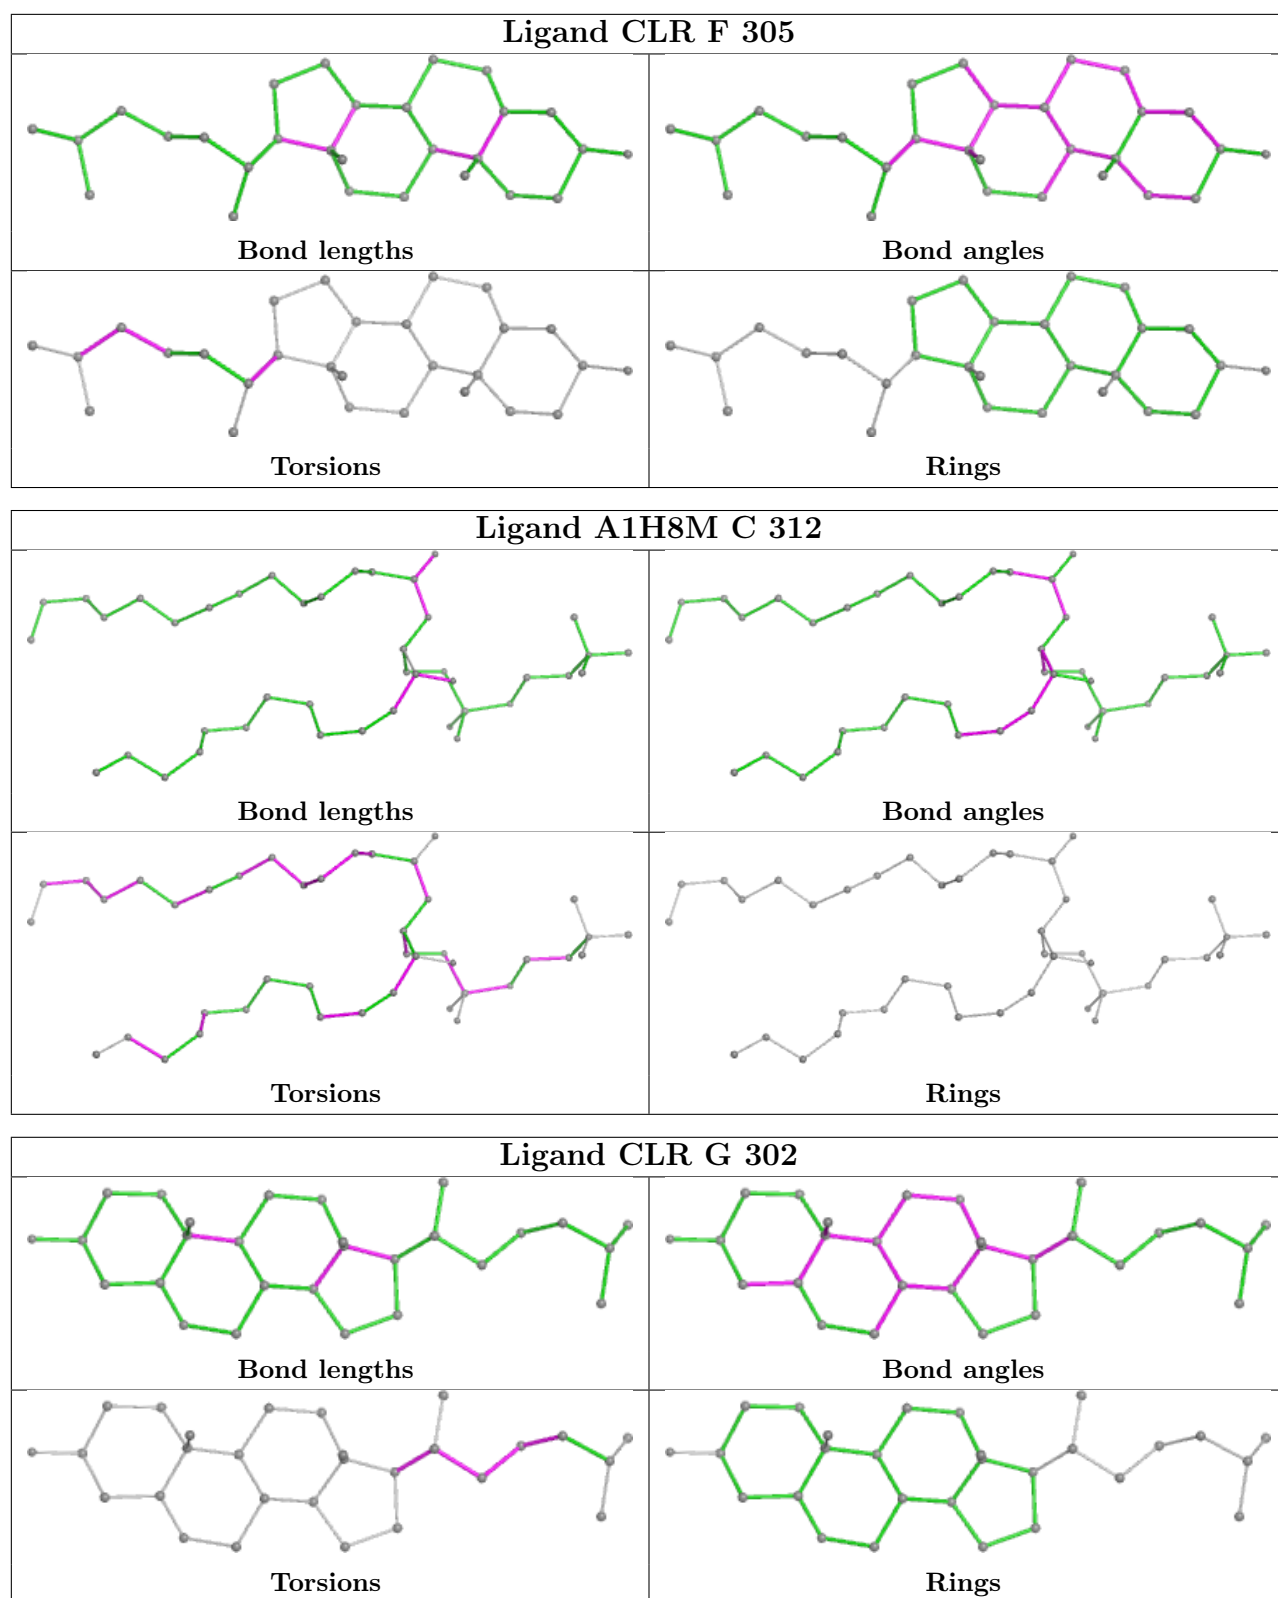 Ligand CLR F 305
Bond lengths
Bond angles
Torsions
Rings
Ligand A1H8M C 312
Bond lengths
Bond angles
Torsions
Rings
Ligand CLR G 302
Bond lengths
Bond angles
Torsions
Rings